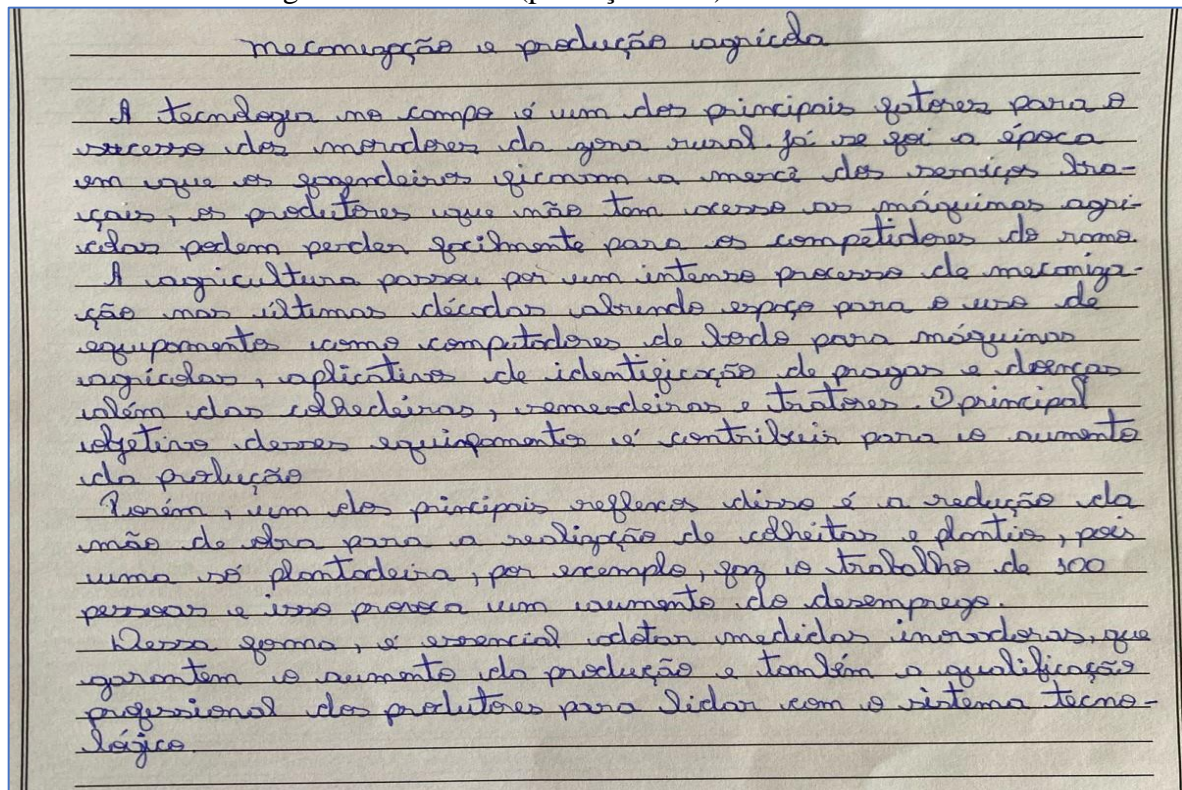 mecanização e produção agrícola
A tecnologia no campo é um dos principais fatores para o
sucesso dos moradores da zona rural. Já se foi a época
em que os fazendeiros ficavam a mercê dos serviços bra-
çais, os produtores que não tem acesso as máquinas agrí-
colas podem perder facilmente para os competidores do ramo.
A agricultura passou por um intenso processo de mecaniza-
ção nas últimas décadas abrindo espaço para o uso de
equipamentos como computadores de bordo para máquinas
agrícolas, aplicativos de identificação de pragas e doenças
além das colhedeiras, semeadeiras e tratores. O principal
objetivo desses equipamentos é contribuir para o aumento
da produção
Porém, um dos principais reflexos disso é a redução da
mão de obra para a realização de colheitas e plantio, pois
uma só plantadeira, por exemplo, faz o trabalho de 100
pessoas e isso provoca um aumento do desemprego.
Dessa forma, é essencial adotar medidas inovadoras, que
garantem o aumento da produção e também a qualificação
profissional dos produtores para lidar com o sistema tecno-
lógico.